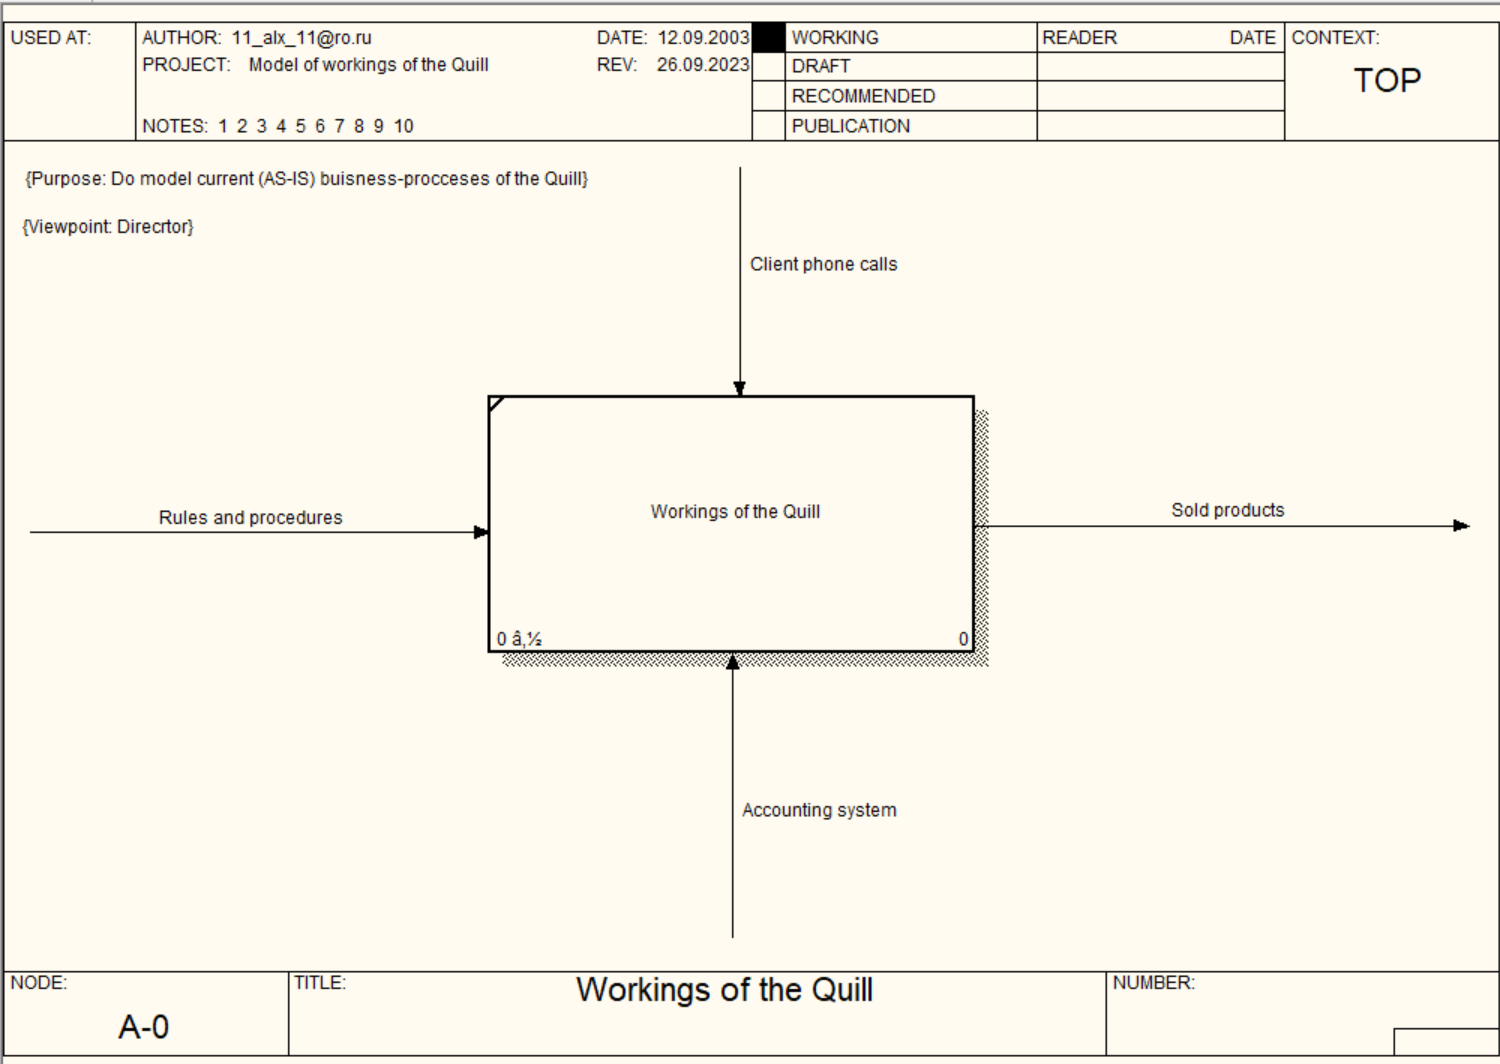 USED AT:
AUTHOR: 11_alx_11@ro.ru
DATE: 12.09.2003
WORKING
READER
DATE
CONTEXT:
PROJECT: Model of workings of the Quill
REV: 26.09.2023
DRAFT
TOP
RECOMMENDED
NOTES: 1 2 3 4 5 6 7 8 9 10
PUBLICATION
{Purpose: Do model current (AS-IS) buisness-procceses of the Quill}
{Viewpoint: Direcrtor}
Client phone calls
Rules and procedures
Workings of the Quill
Sold products
0 â‚½
0
Accounting system
NODE:
A-0
TITLE:
Workings of the Quill
NUMBER: